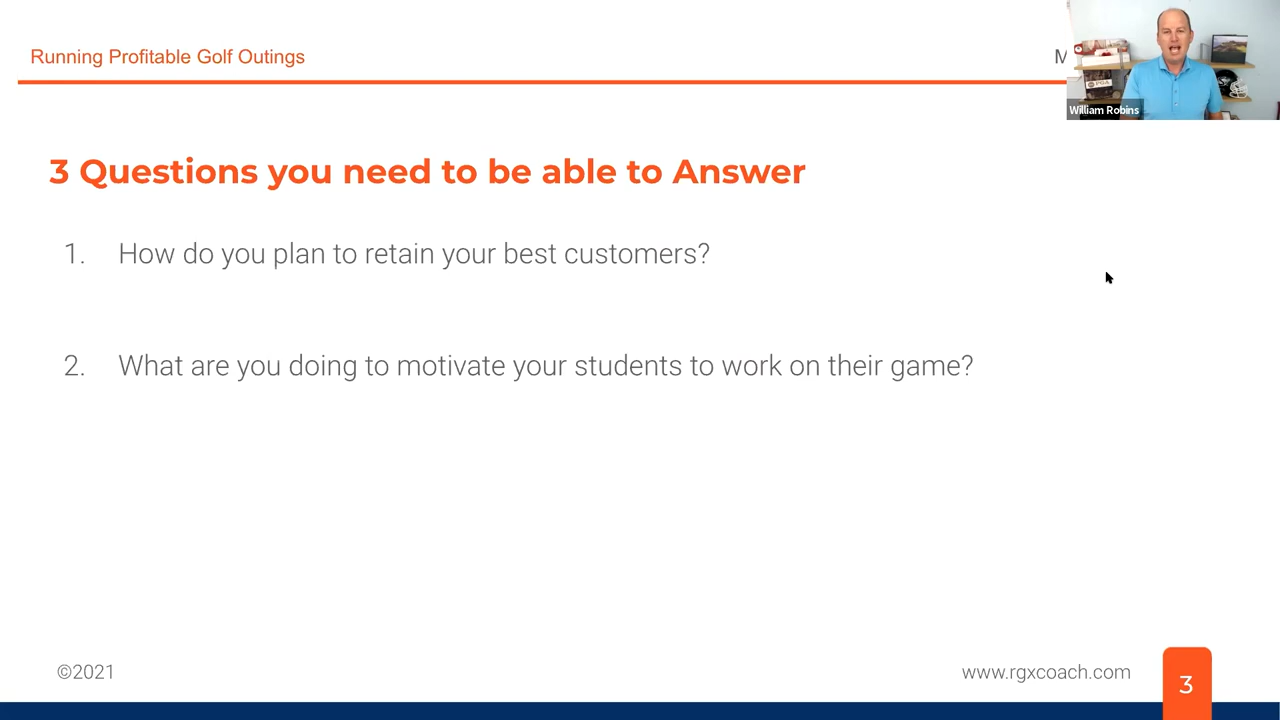 Running Profitable Golf Outings
M
William Robins
3 Questions you need to be able to Answer
1. How do you plan to retain your best customers?
2. What are you doing to motivate your students to work on their game?
©2021
www.rgxcoach.com
3